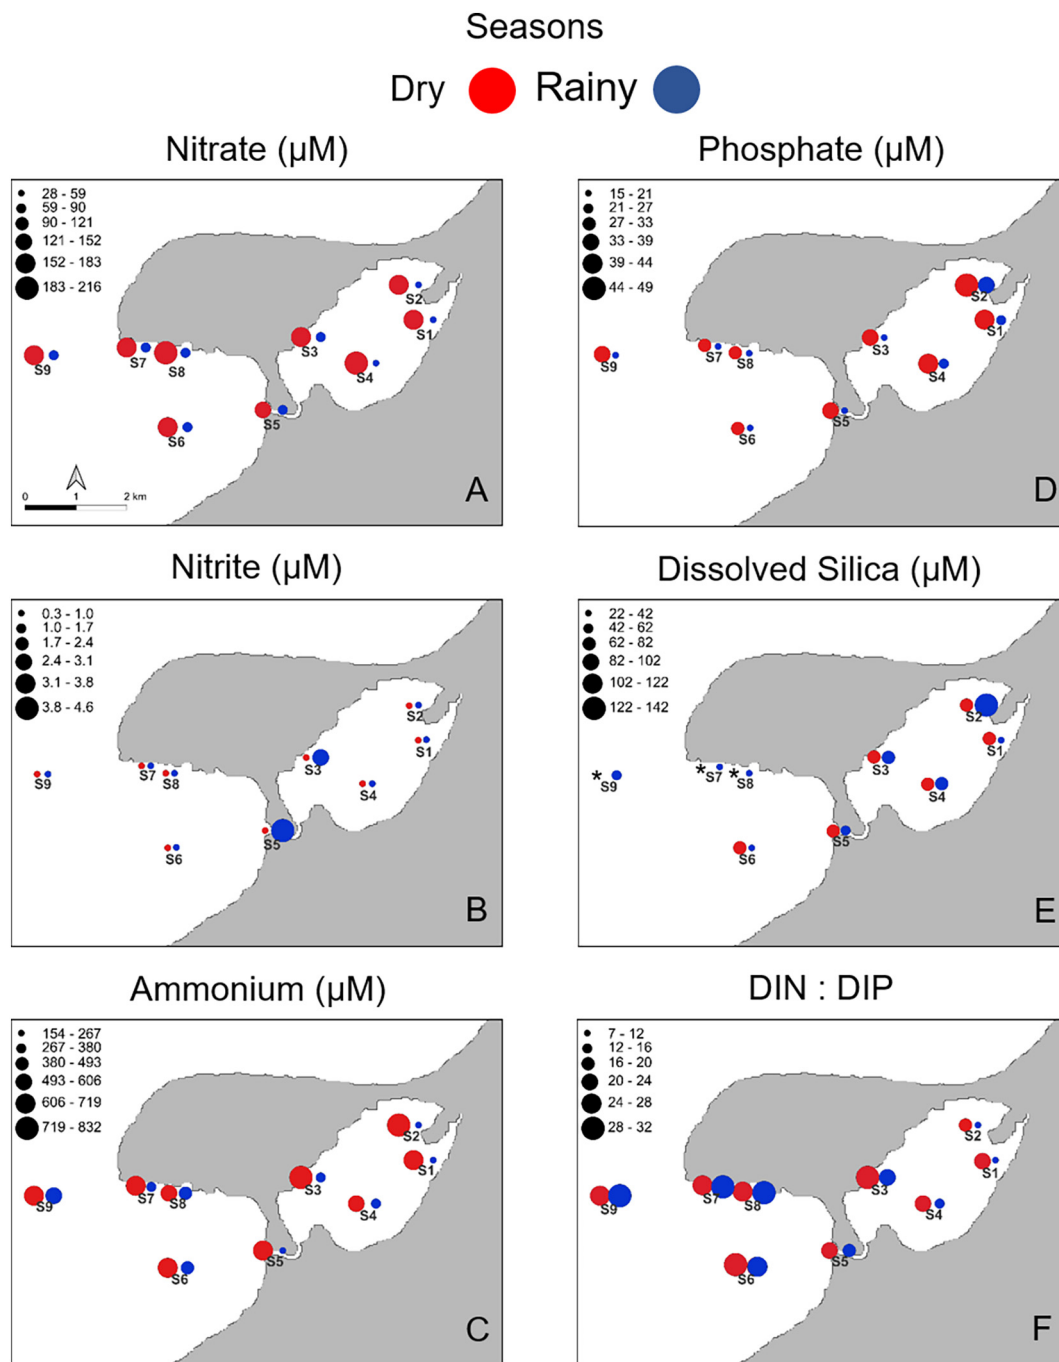 Seasons
Dry Rainy
Nitrate (µM)
28 - 59
59 - 90
90 - 121
121 - 152
152 - 183
183 - 216
S2
S1
S3
S4
S7
S8
S9
S5
S6
0 1 2 km
A
Phosphate (µM)
15 - 21
21 - 27
27 - 33
33 - 39
39 - 44
44 - 49
S2
S1
S3
S4
S7
S8
S9
S5
S6
D
Nitrite (µM)
0.3 - 1.0
1.0 - 1.7
1.7 - 2.4
2.4 - 3.1
3.1 - 3.8
3.8 - 4.6
S2
S1
S3
S4
S7
S8
S9
S5
S6
B
Dissolved Silica (µM)
22 - 42
42 - 62
62 - 82
82 - 102
102 - 122
122 - 142
S2
S1
S3
S4
*S7
*S8
*S9
S5
S6
E
Ammonium (µM)
154 - 267
267 - 380
380 - 493
493 - 606
606 - 719
719 - 832
S2
S1
S3
S4
S7
S8
S9
S5
S6
C
DIN : DIP
7 - 12
12 - 16
16 - 20
20 - 24
24 - 28
28 - 32
S2
S1
S3
S4
S7
S8
S9
S5
S6
F